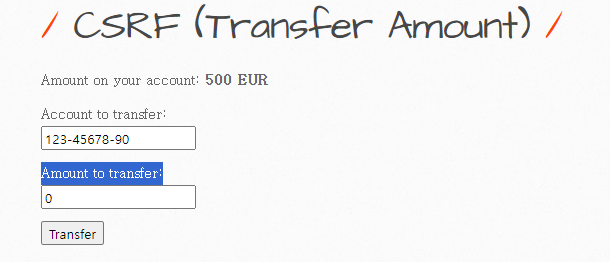 / CSRF (Transfer Amount) /
Amount on your account: 500 EUR
Account to transfer:
123-45678-90
Amount to transfer:
0
Transfer